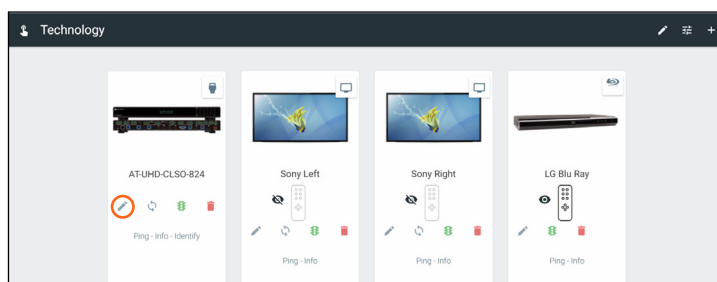 Technology
AT-UHD-CLSO-824
Sony Left
Sony Right
LG Blu Ray
Ping - Info - Identify
Ping - Info
Ping - Info
Ping - Info